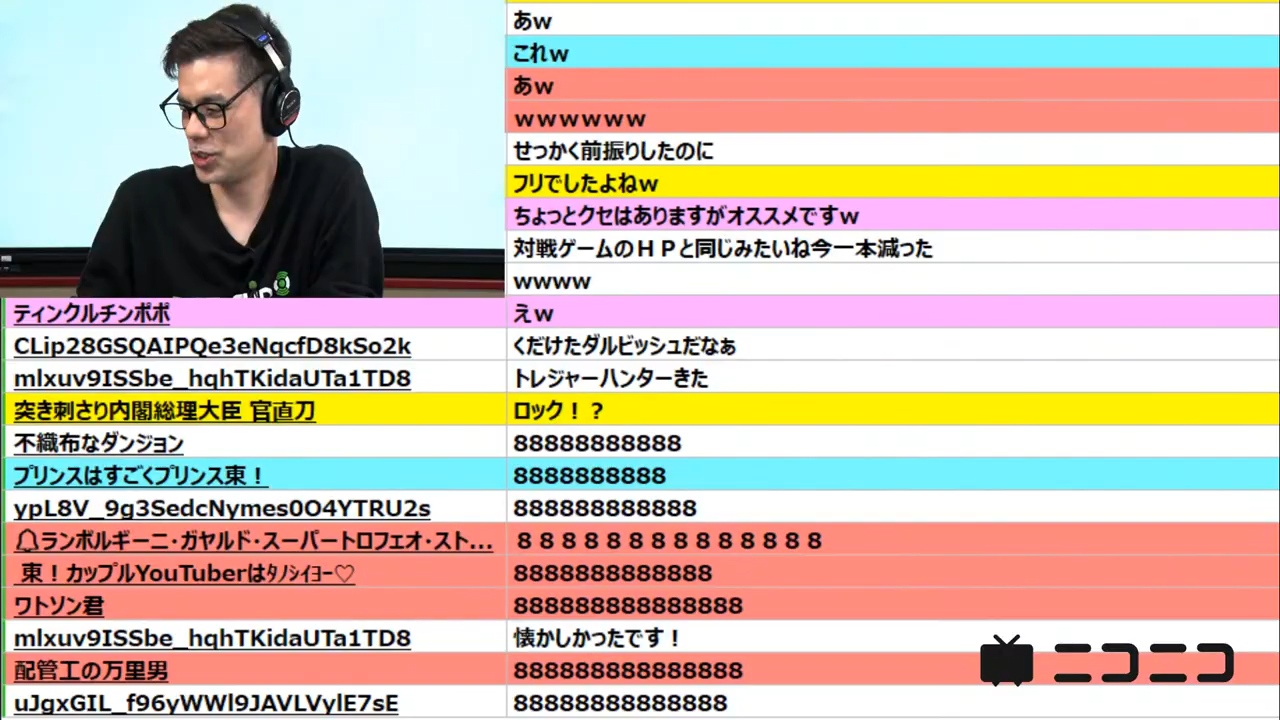 あw
これw
あw
ｗｗｗｗｗｗ
せっかく前振りしたのに
フリでしたよねw
ちょっとクセはありますがオススメですw
対戦ゲームのＨＰと同じみたいね今一本減った
wwww
ティンクルチンポポ えw
CLip28GSQAIPQe3eNqcfD8kSo2k くだけたダルビッシュだなぁ
mlxuv9ISSbe_hqhTKidaUTa1TD8 トレジャーハンターきた
突き刺さり内閣総理大臣 官直刀 ロック！？
不織布なダンジョン 88888888888
プリンスはすごくプリンス東！ 8888888888
ypL8V_9g3SedcNymes0O4YTRU2s 888888888888
ランボルギーニ・ガヤルド・スーパートロフェオ・スト... ８８８８８８８８８８８８８８
東！カップルYouTuberはﾀﾉｼｲﾖｰ♡ 8888888888888
ワトソン君 888888888888888
mlxuv9ISSbe_hqhTKidaUTa1TD8 懐かしかったです！
配管工の万里男 888888888888888
uJgxGIL_f96yWWl9JAVLVylE7sE 88888888888888
ニコニコ